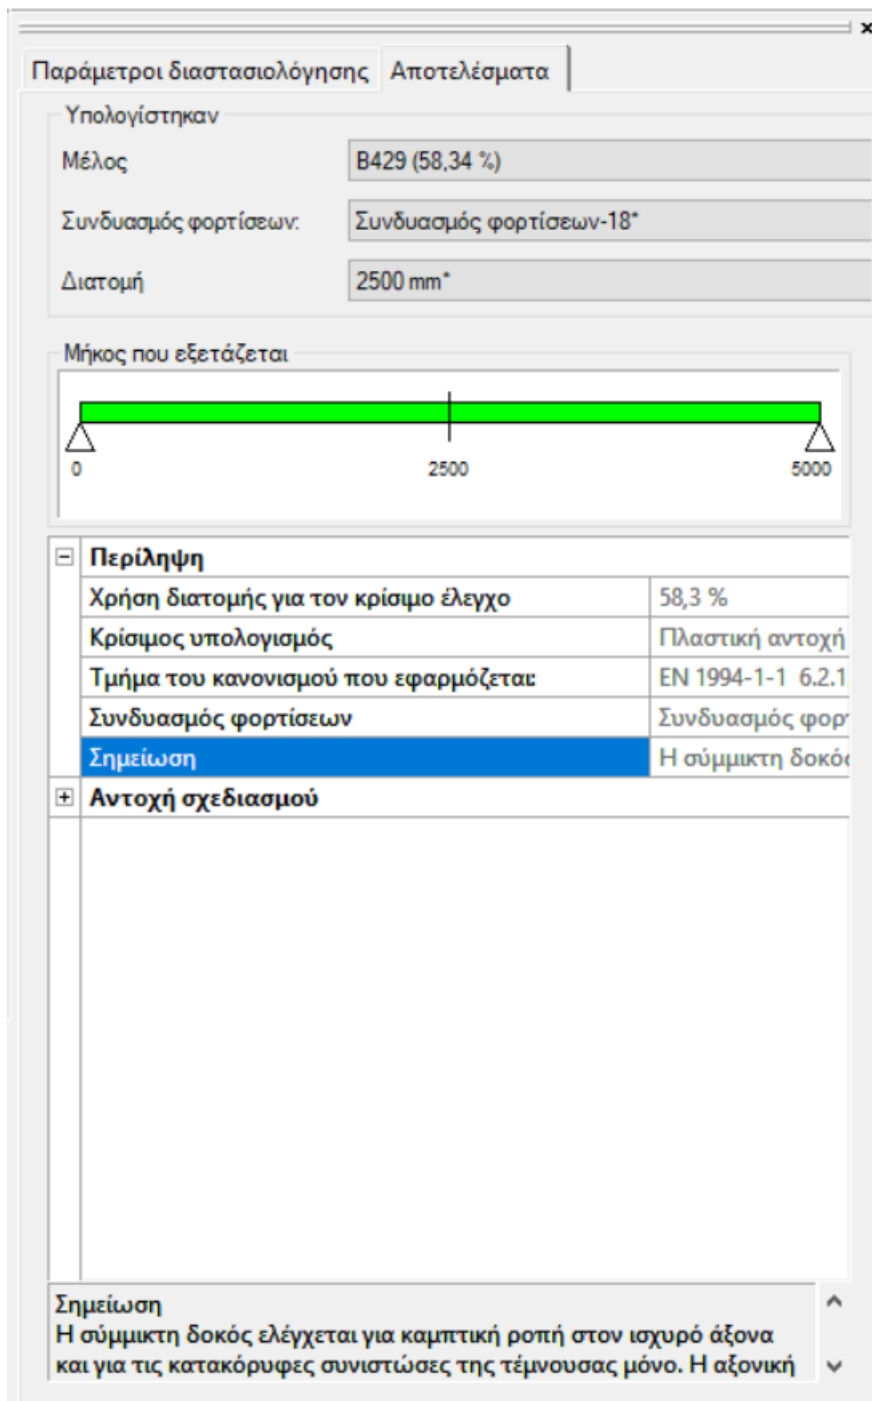 Παράμετροι διαστασιολόγησης Αποτελέσματα
Υπολογίστηκαν
Μέλος B429 (58,34 %)
Συνδυασμός φορτίσεων: Συνδυασμός φορτίσεων-18*
Διατομή 2500 mm*
Μήκος που εξετάζεται
0 2500 5000
Περίληψη
Χρήση διατομής για τον κρίσιμο έλεγχο 58,3 %
Κρίσιμος υπολογισμός Πλαστική αντοχή
Τμήμα του κανονισμού που εφαρμόζεται: EN 1994-1-1 6.2.1
Συνδυασμός φορτίσεων Συνδυασμός φορ
Σημείωση Η σύμμικτη δοκό
Αντοχή σχεδιασμού
Σημείωση
Η σύμμικτη δοκός ελέγχεται για καμπτική ροπή στον ισχυρό άξονα
και για τις κατακόρυφες συνιστώσες της τέμνουσας μόνο. Η αξονική